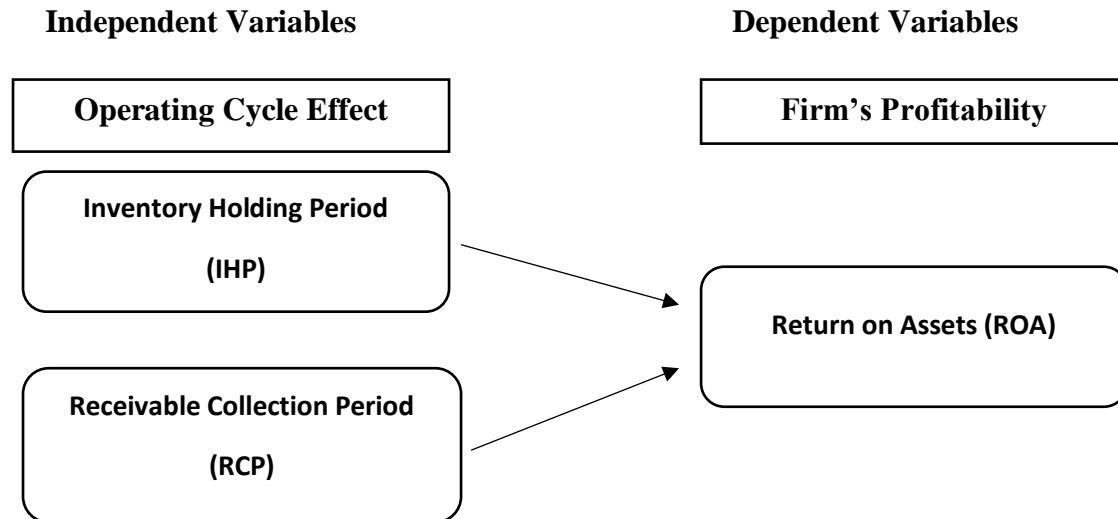 Independent Variables
Dependent Variables
Operating Cycle Effect
Firm’s Profitability
Inventory Holding Period
(IHP)
Return on Assets (ROA)
Receivable Collection Period
(RCP)